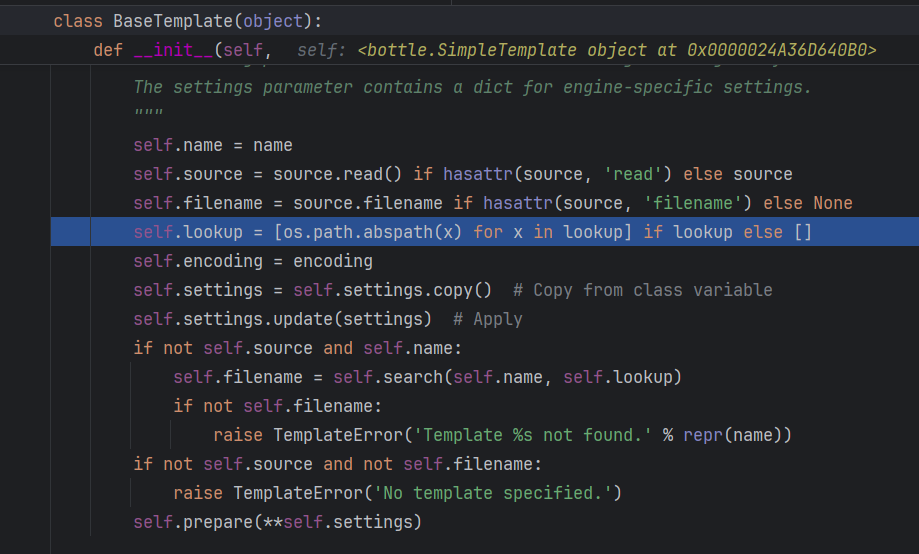 class BaseTemplate(object):
    def __init__(self,   self: <bottle.SimpleTemplate object at 0x0000024A36D640B0>
        The settings parameter contains a dict for engine-specific settings.
        """
        self.name = name
        self.source = source.read() if hasattr(source, 'read') else source
        self.filename = source.filename if hasattr(source, 'filename') else None
        self.lookup = [os.path.abspath(x) for x in lookup] if lookup else []
        self.encoding = encoding
        self.settings = self.settings.copy()  # Copy from class variable
        self.settings.update(settings)  # Apply
        if not self.source and self.name:
            self.filename = self.search(self.name, self.lookup)
            if not self.filename:
                raise TemplateError('Template %s not found.' % repr(name))
        if not self.source and not self.filename:
            raise TemplateError('No template specified.')
        self.prepare(**self.settings)